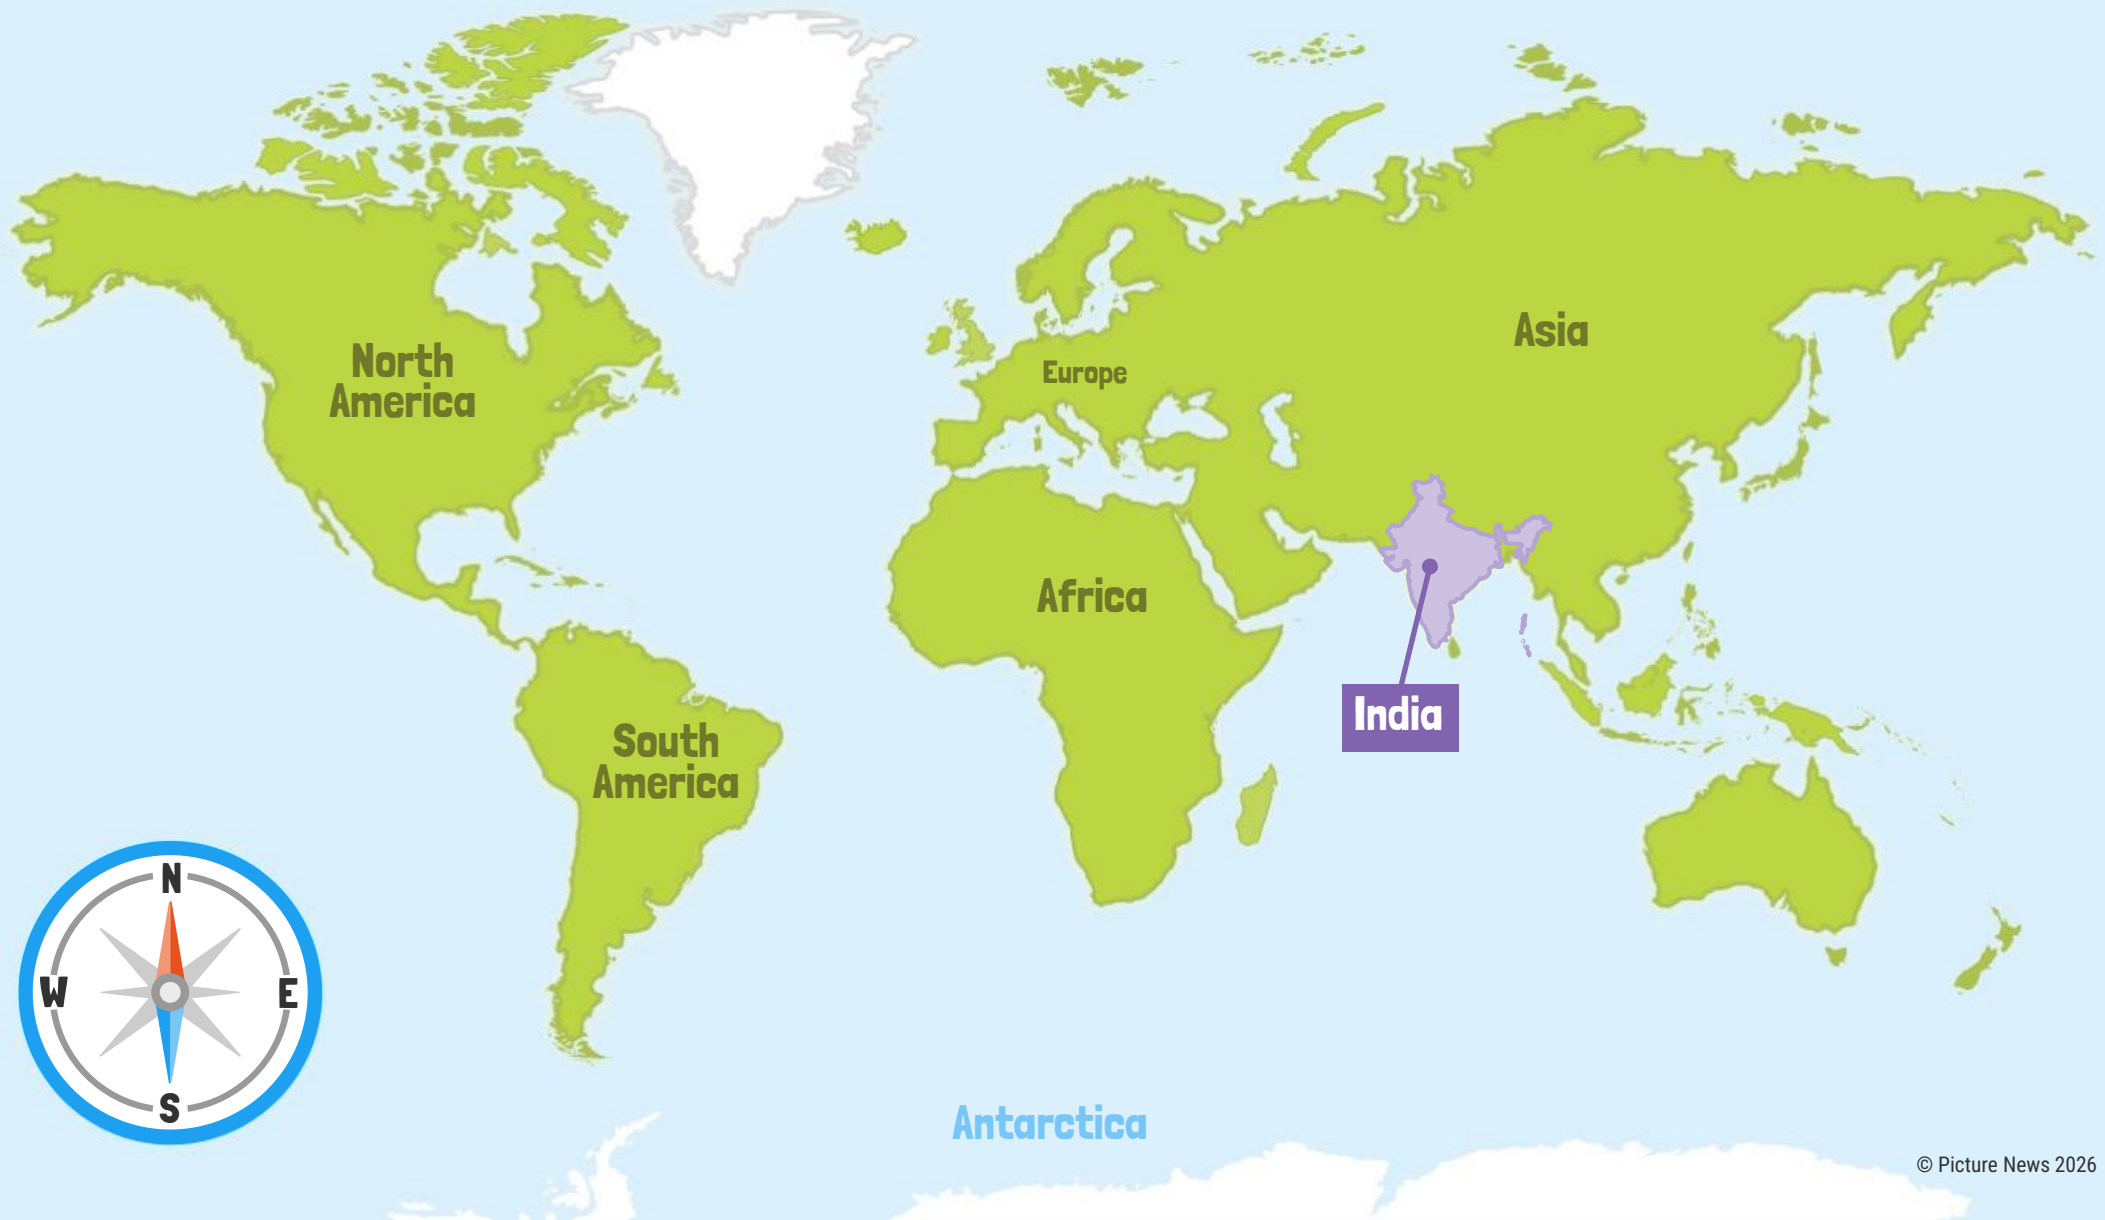 North
America
Europe
Asia
Africa
India
South
America
N
W
E
S
Antarctica
© Picture News 2026